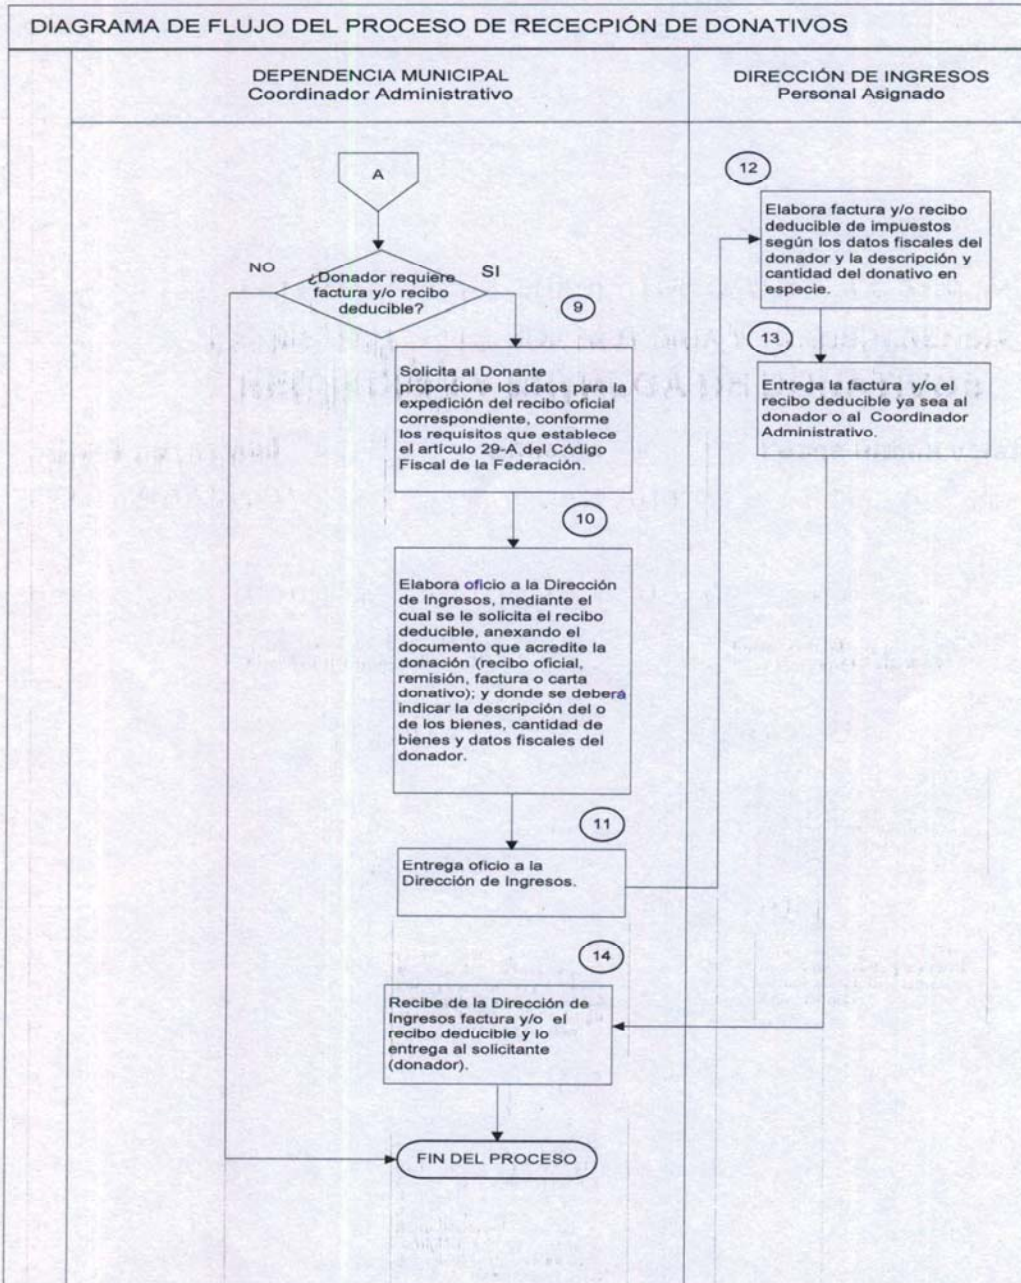 DIAGRAMA DE FLUJO DEL PROCESO DE RECECPIÓN DE DONATIVOS
DEPENDENCIA MUNICIPAL
Coordinador Administrativo
DIRECCIÓN DE INGRESOS
Personal Asignado
A
NO
¿Donador requiere
factura y/o recibo
deducible?
SI
9
Solicita al Donante
proporcione los datos para la
expedición del recibo oficial
correspondiente, conforme
los requisitos que establece
el artículo 29-A del Código
Fiscal de la Federación.
10
Elabora oficio a la Dirección
de Ingresos, mediante el
cual se le solicita el recibo
deducible, anexando el
documento que acredite la
donación (recibo oficial,
remisión, factura o carta
donativo); y donde se deberá
indicar la descripción del o
de los bienes, cantidad de
bienes y datos fiscales del
donador.
11
Entrega oficio a la
Dirección de Ingresos.
12
Elabora factura y/o recibo
deducible de impuestos
según los datos fiscales del
donador y la descripción y
cantidad del donativo en
especie.
13
Entrega la factura y/o el
recibo deducible ya sea al
donador o al Coordinador
Administrativo.
14
Recibe de la Dirección de
Ingresos factura y/o el
recibo deducible y lo
entrega al solicitante
(donador).
FIN DEL PROCESO